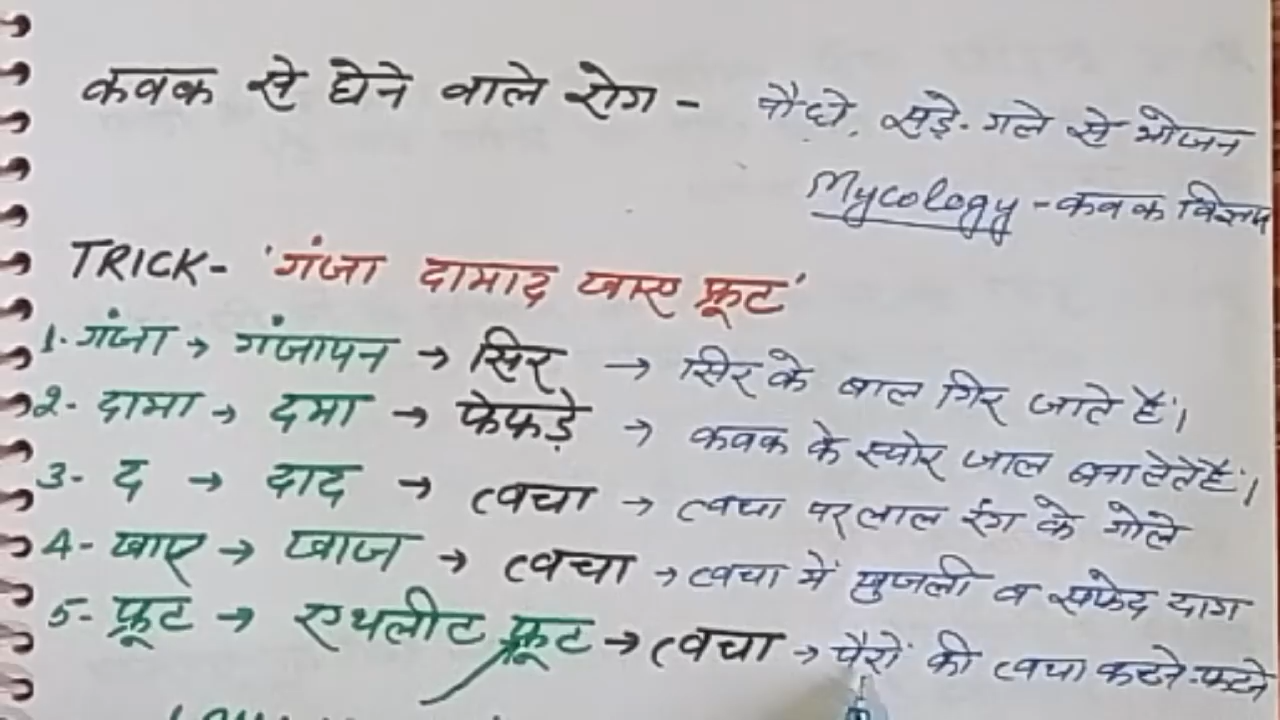 कवक से होने वाले रोग - पौधे, सड़े-गले से भोजन
Mycology - कवक विज्ञान
TRICK- 'गंजा दामाद खाए फ्रूट'
1. गंजा → गंजापन → सिर → सिर के बाल गिर जाते हैं।
2- दामा → दमा → फेफड़े → कवक के स्पोर जाल बना लेते हैं।
3- द → दाद → त्वचा → त्वचा पर लाल रंग के गोले
4- खाए → खाज → त्वचा → त्वचा में खुजली व सफेद दाग
5- फ्रूट → एथलीट फ्रूट → त्वचा → पैरों की त्वचा कटने-फटने